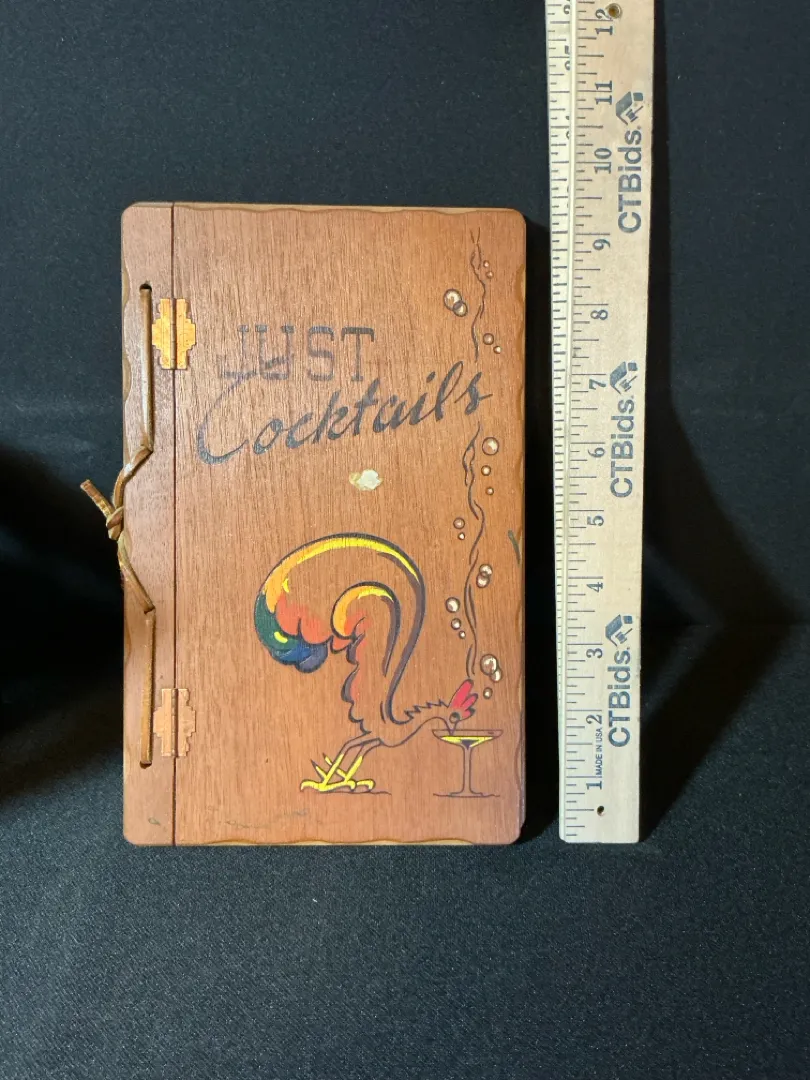 JUST
Cocktails
12
11
10
9
8
7
6
5
4
3
2
1
CTBids.
CTBids.
CTBids.
MADE IN USA